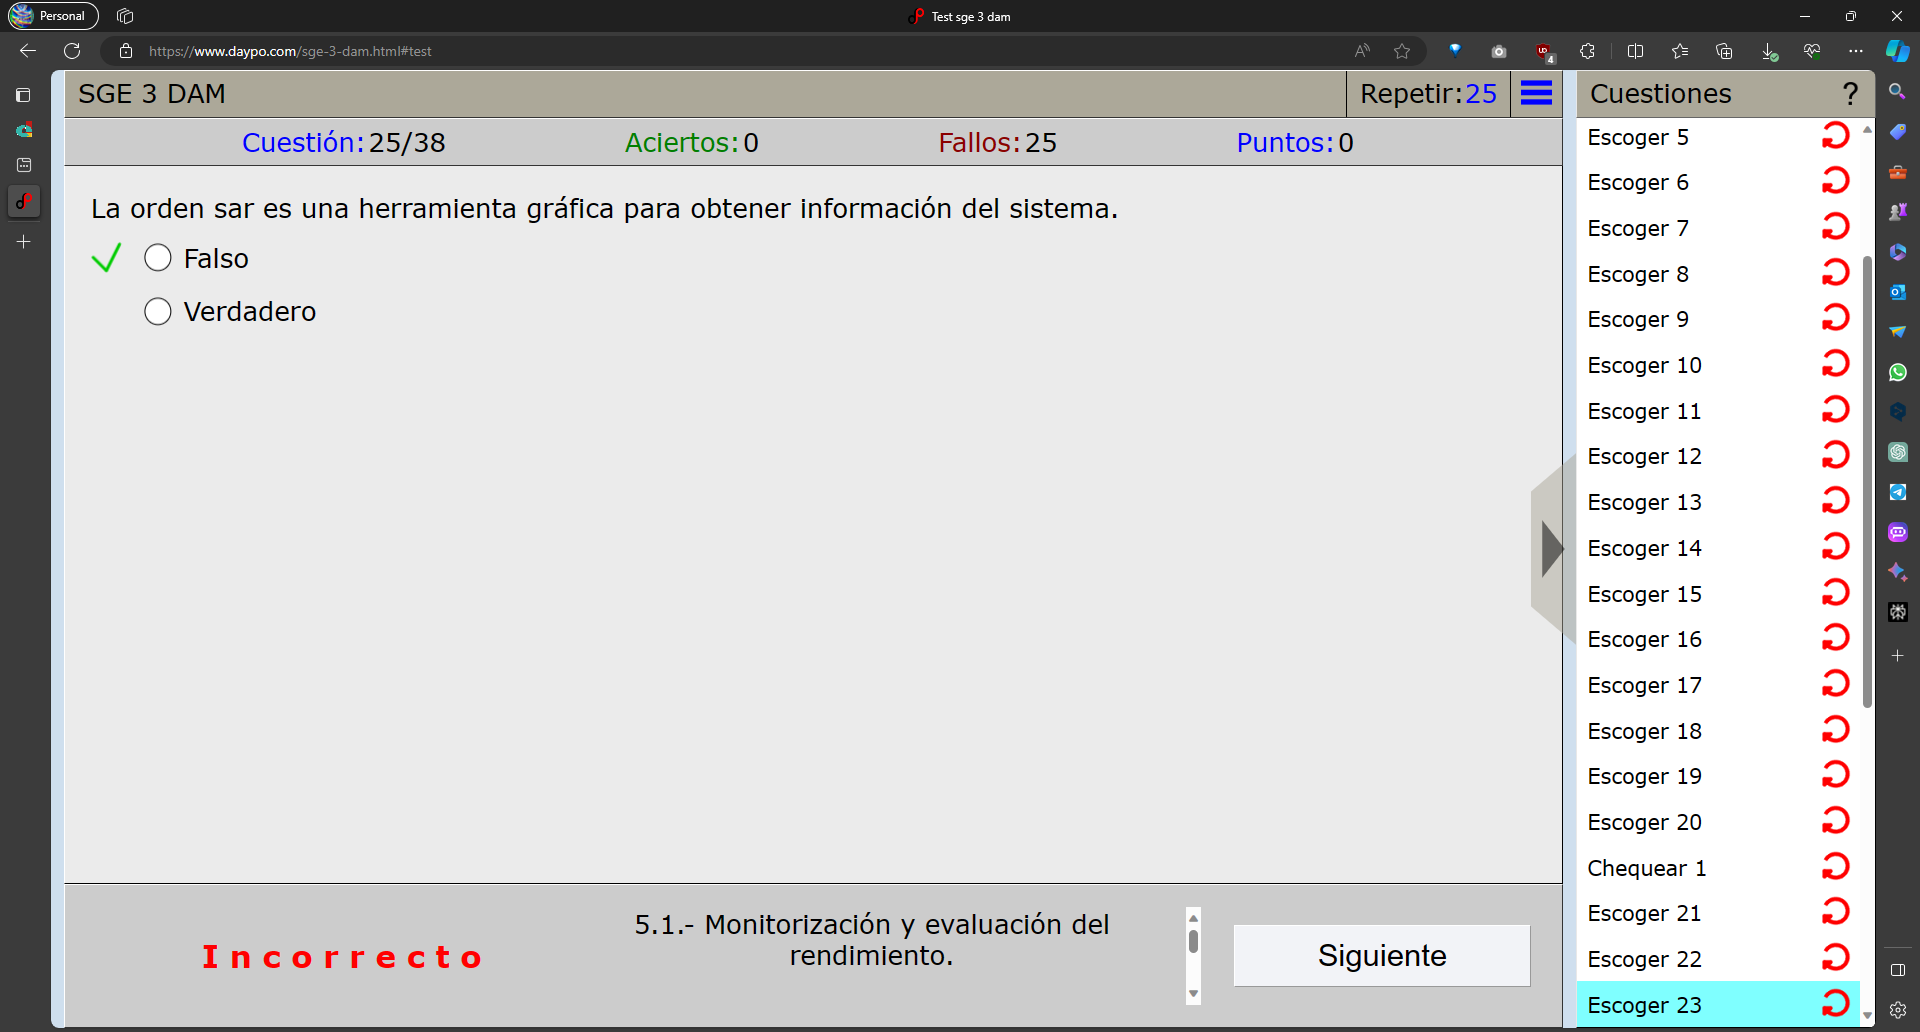 Personal
Test sge 3 dam
https://www.daypo.com/sge-3-dam.html#test
SGE 3 DAM
Repetir:25
Cuestiones
?
Cuestión:25/38
Aciertos:0
Fallos:25
Puntos:0
La orden sar es una herramienta gráfica para obtener información del sistema.
Falso
Verdadero
Escoger 5
Escoger 6
Escoger 7
Escoger 8
Escoger 9
Escoger 10
Escoger 11
Escoger 12
Escoger 13
Escoger 14
Escoger 15
Escoger 16
Escoger 17
Escoger 18
Escoger 19
Escoger 20
Chequear 1
Escoger 21
Escoger 22
Escoger 23
Incorrecto
5.1.- Monitorización y evaluación del
rendimiento.
Siguiente
4